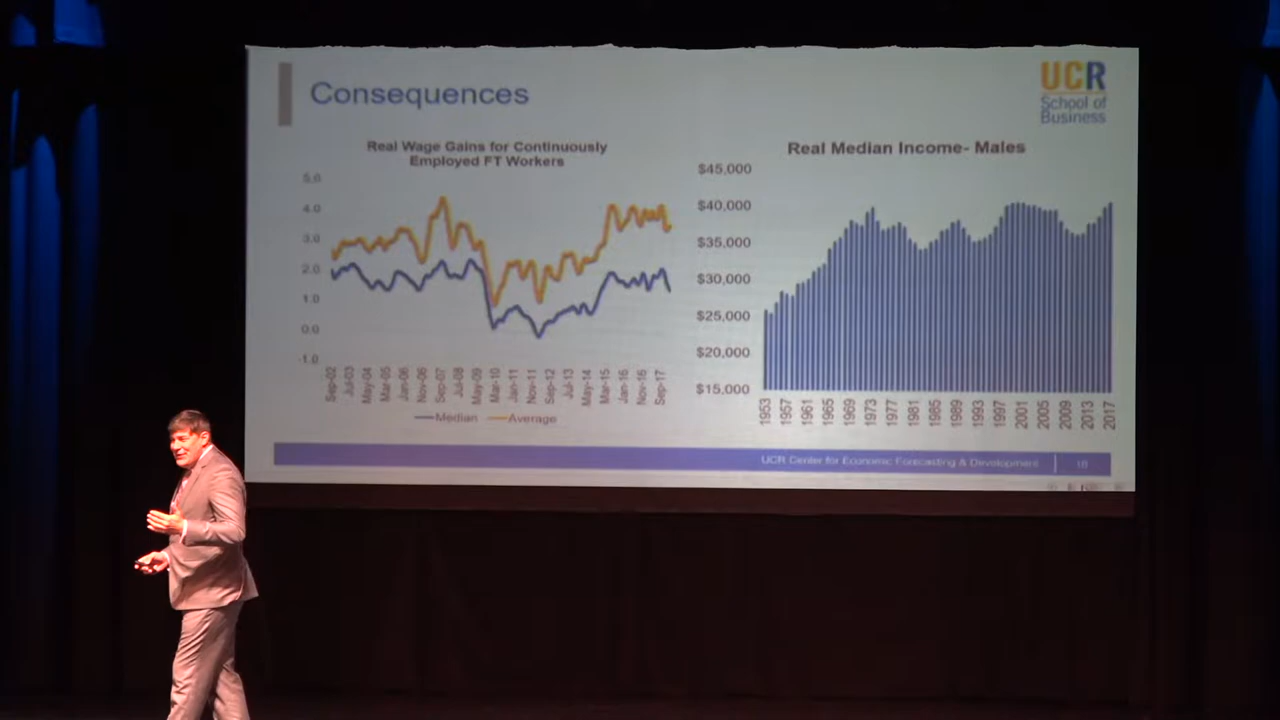 Consequences
UCR
School of
Business
Real Wage Gains for Continuously
Employed FT Workers
5.0
4.0
3.0
2.0
1.0
0.0
-1.0
Sep-02
Jul-03
May-04
Mar-05
Jan-06
Nov-06
Sep-07
Jul-08
May-09
Mar-10
Jan-11
Nov-11
Sep-12
Jul-13
May-14
Mar-15
Jan-16
Nov-16
Sep-17
Median Average
Real Median Income- Males
$45,000
$40,000
$35,000
$30,000
$25,000
$20,000
$15,000
1953
1957
1961
1965
1969
1973
1977
1981
1985
1989
1993
1997
2001
2005
2009
2013
2017
UCR Center for Economic Forecasting & Development